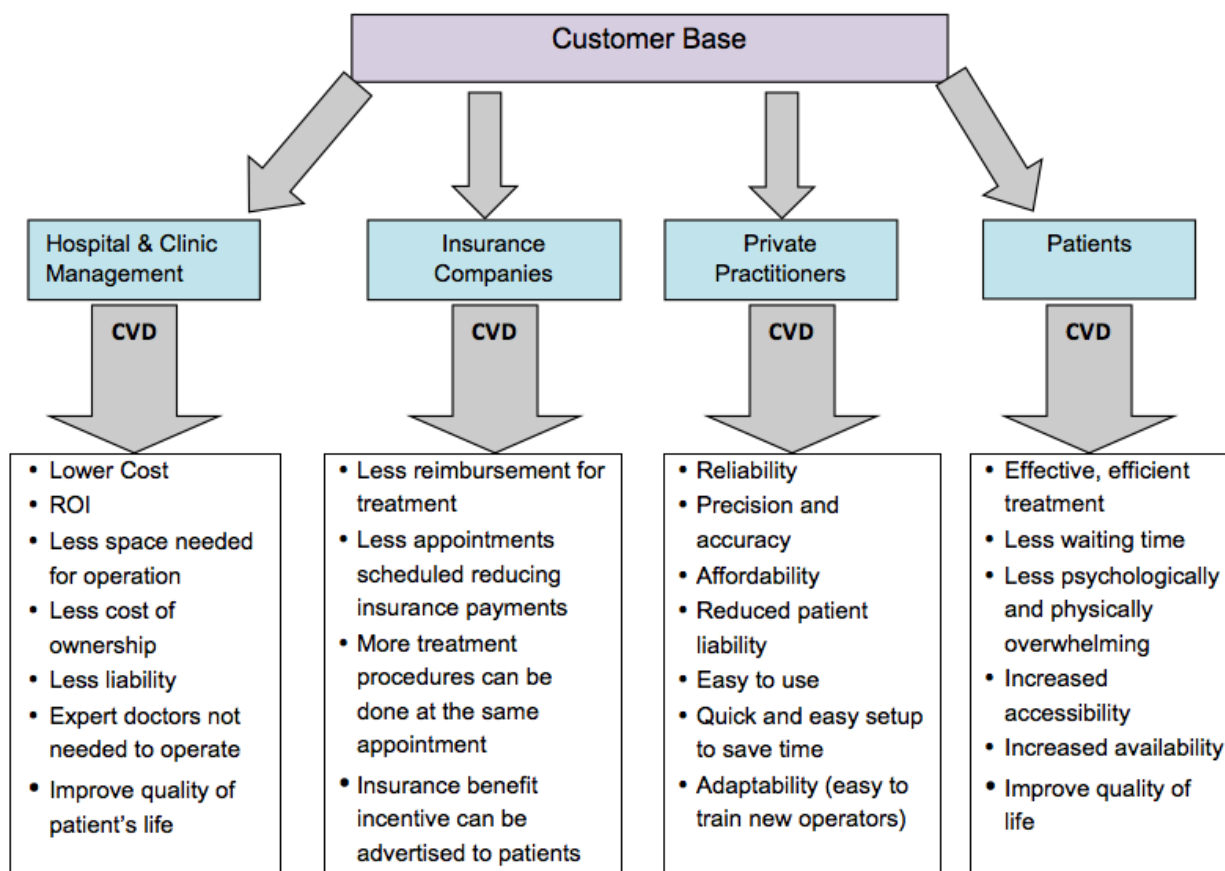 Customer Base
Hospital & Clinic
Management
Insurance
Companies
Private
Practitioners
Patients
CVD
CVD
CVD
CVD
• Lower Cost
• ROI
• Less space needed
for operation
• Less cost of
ownership
• Less liability
• Expert doctors not
needed to operate
• Improve quality of
patient's life
• Less reimbursement for
treatment
• Less appointments
scheduled reducing
insurance payments
• More treatment
procedures can be
done at the same
appointment
• Insurance benefit
incentive can be
advertised to patients
• Reliability
• Precision and
accuracy
• Affordability
• Reduced patient
liability
• Easy to use
• Quick and easy setup
to save time
• Adaptability (easy to
train new operators)
• Effective, efficient
treatment
• Less waiting time
• Less psychologically
and physically
overwhelming
• Increased
accessibility
• Increased availability
• Improve quality of
life